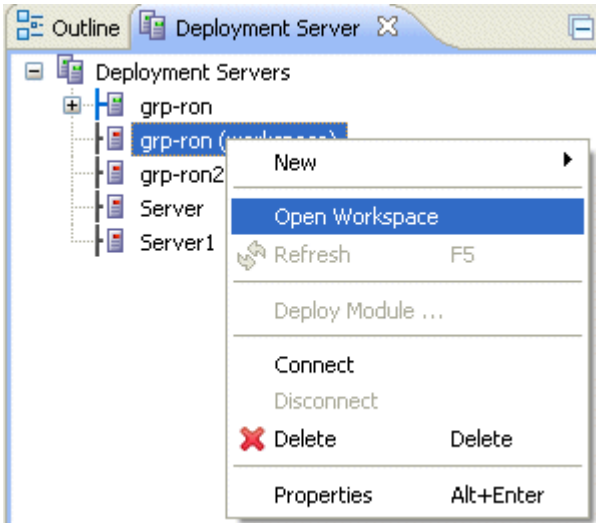 Outline Deployment Server
Deployment Servers
grp-ron
grp-ron (workspace)
grp-ron2
Server
Server1
New
Open Workspace
Refresh F5
Deploy Module ...
Connect
Disconnect
Delete Delete
Properties Alt+Enter